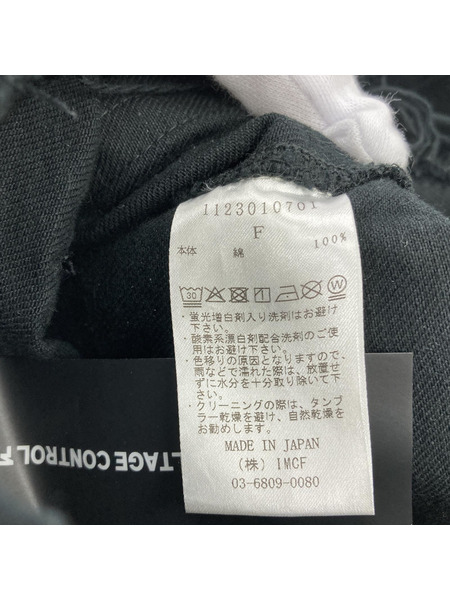 1123010701
F
本体 綿 100%
30
・蛍光増白剤入り洗剤はお避け
下さい。
・酸素系漂白剤配合洗剤のご使
用はお避け下さい。
・色移りの原因となりますので、
雨などで濡れた際は、放置せ
ずに水分を十分取り除いて下
さい。
・クリーニングの際は、タンブ
ラー乾燥を避け、自然乾燥を
お勧めします。
MADE IN JAPAN
(株) IMCF
03-6809-0080
LTAGE CONTROL F